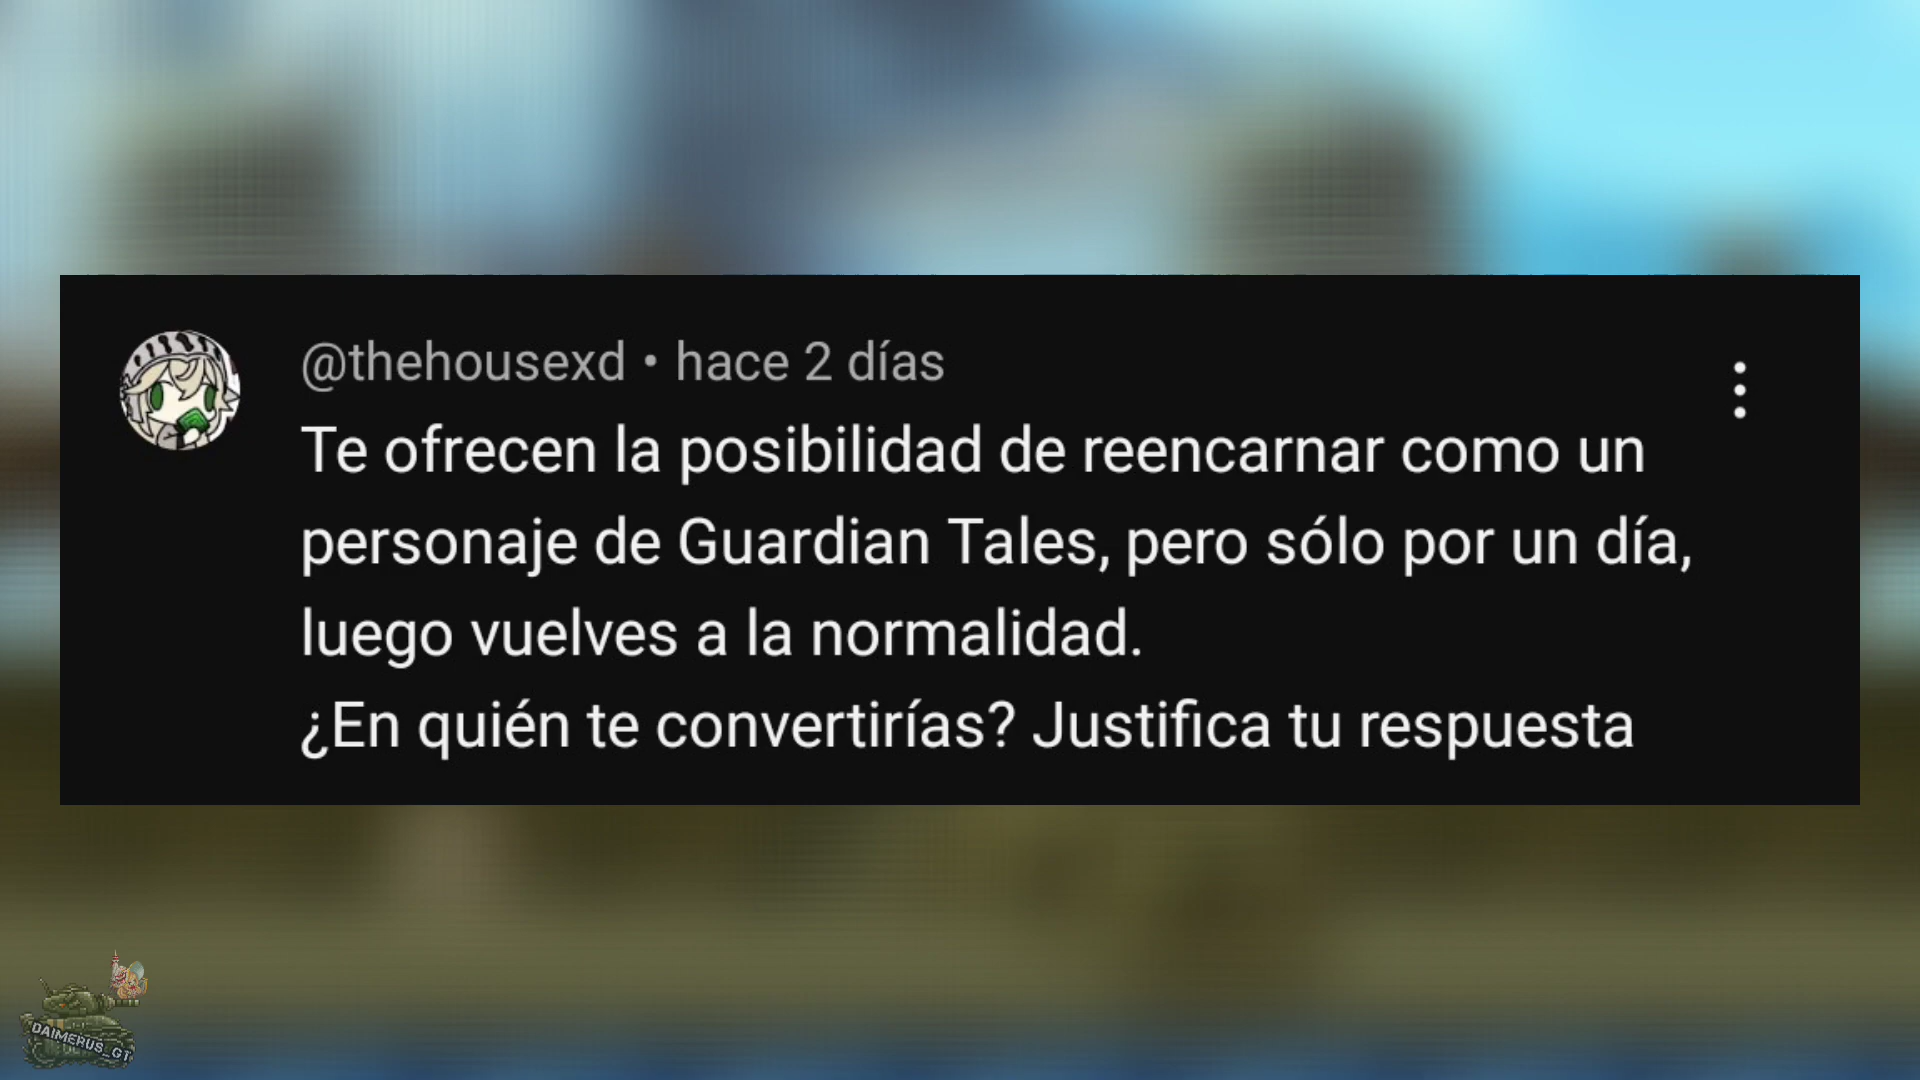 @thehousexd • hace 2 días
Te ofrecen la posibilidad de reencarnar como un
personaje de Guardian Tales, pero sólo por un día,
luego vuelves a la normalidad.
¿En quién te convertirías? Justifica tu respuesta
DAIMERUS_GT